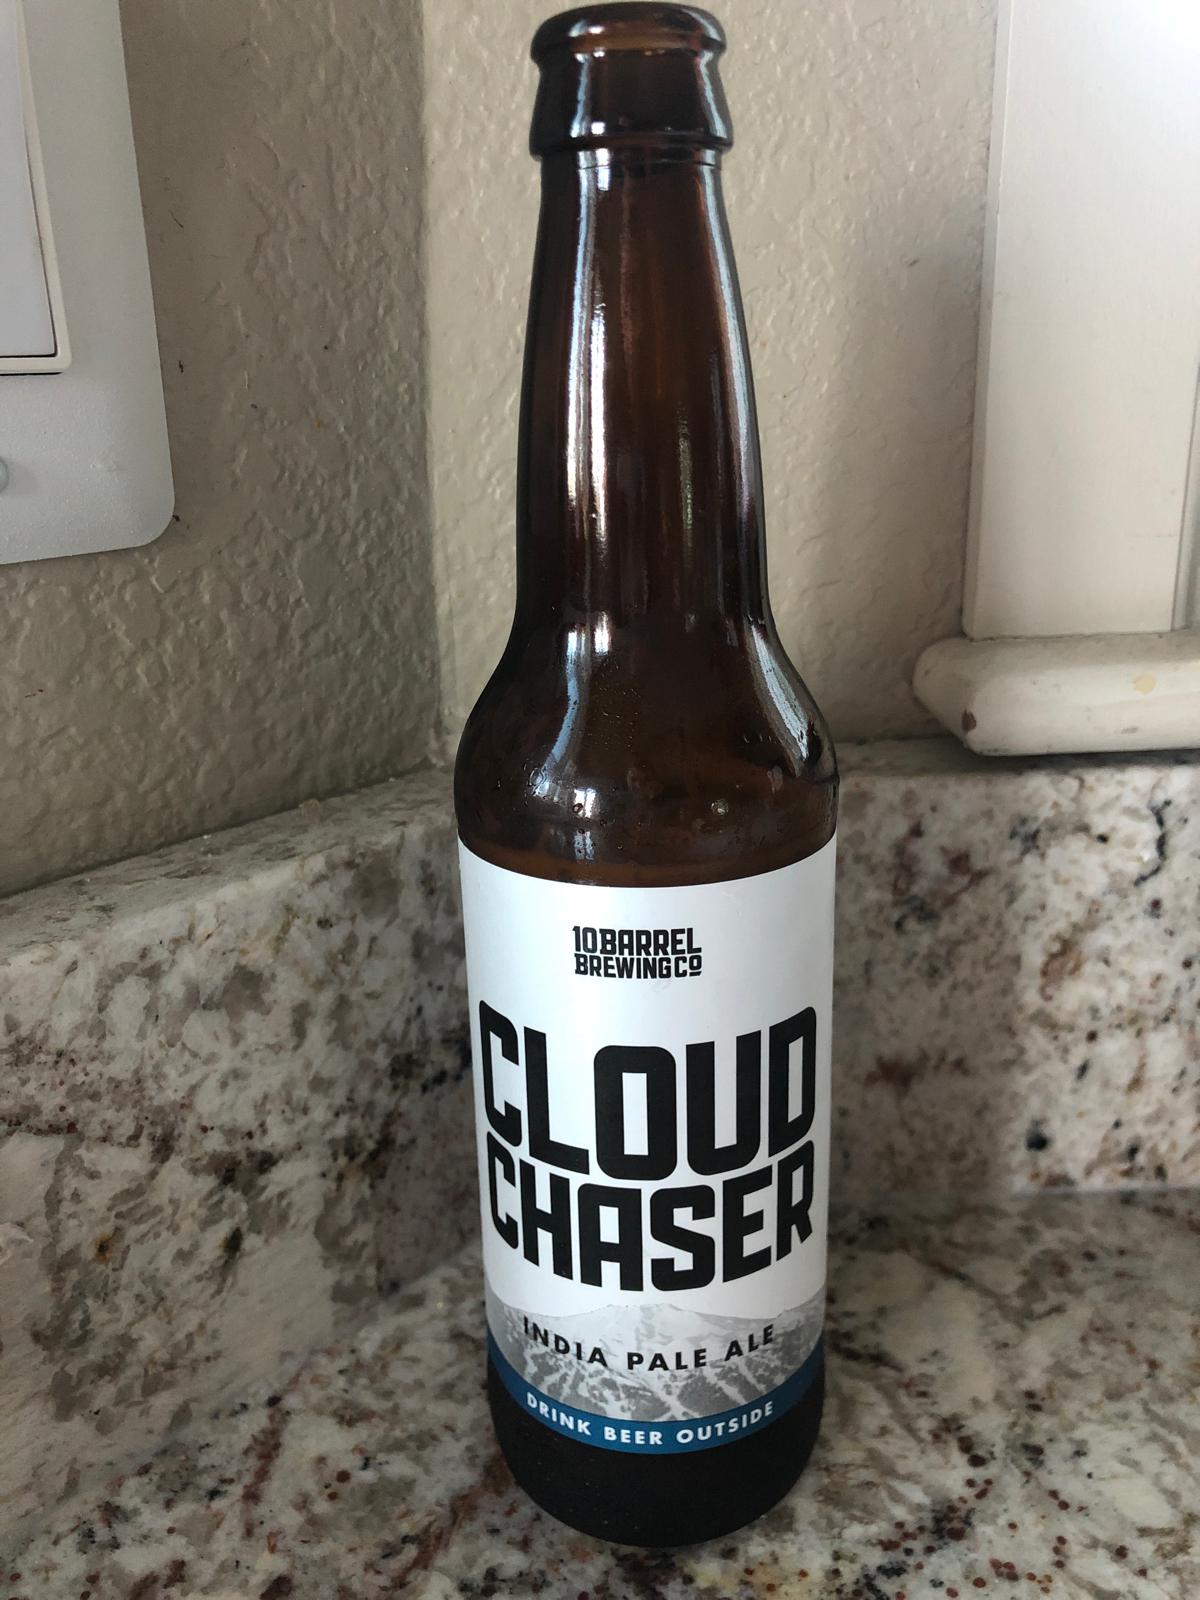 10 BARREL
BREWING CO
CLOUD
CHASER
INDIA PALE ALE
DRINK BEER OUTSIDE